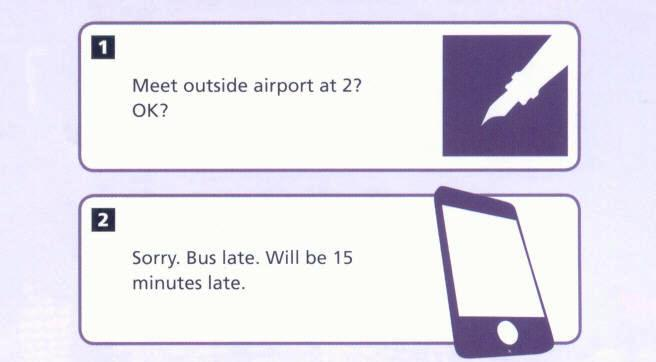 1
Meet outside airport at 2?
OK?
2
Sorry. Bus late. Will be 15
minutes late.